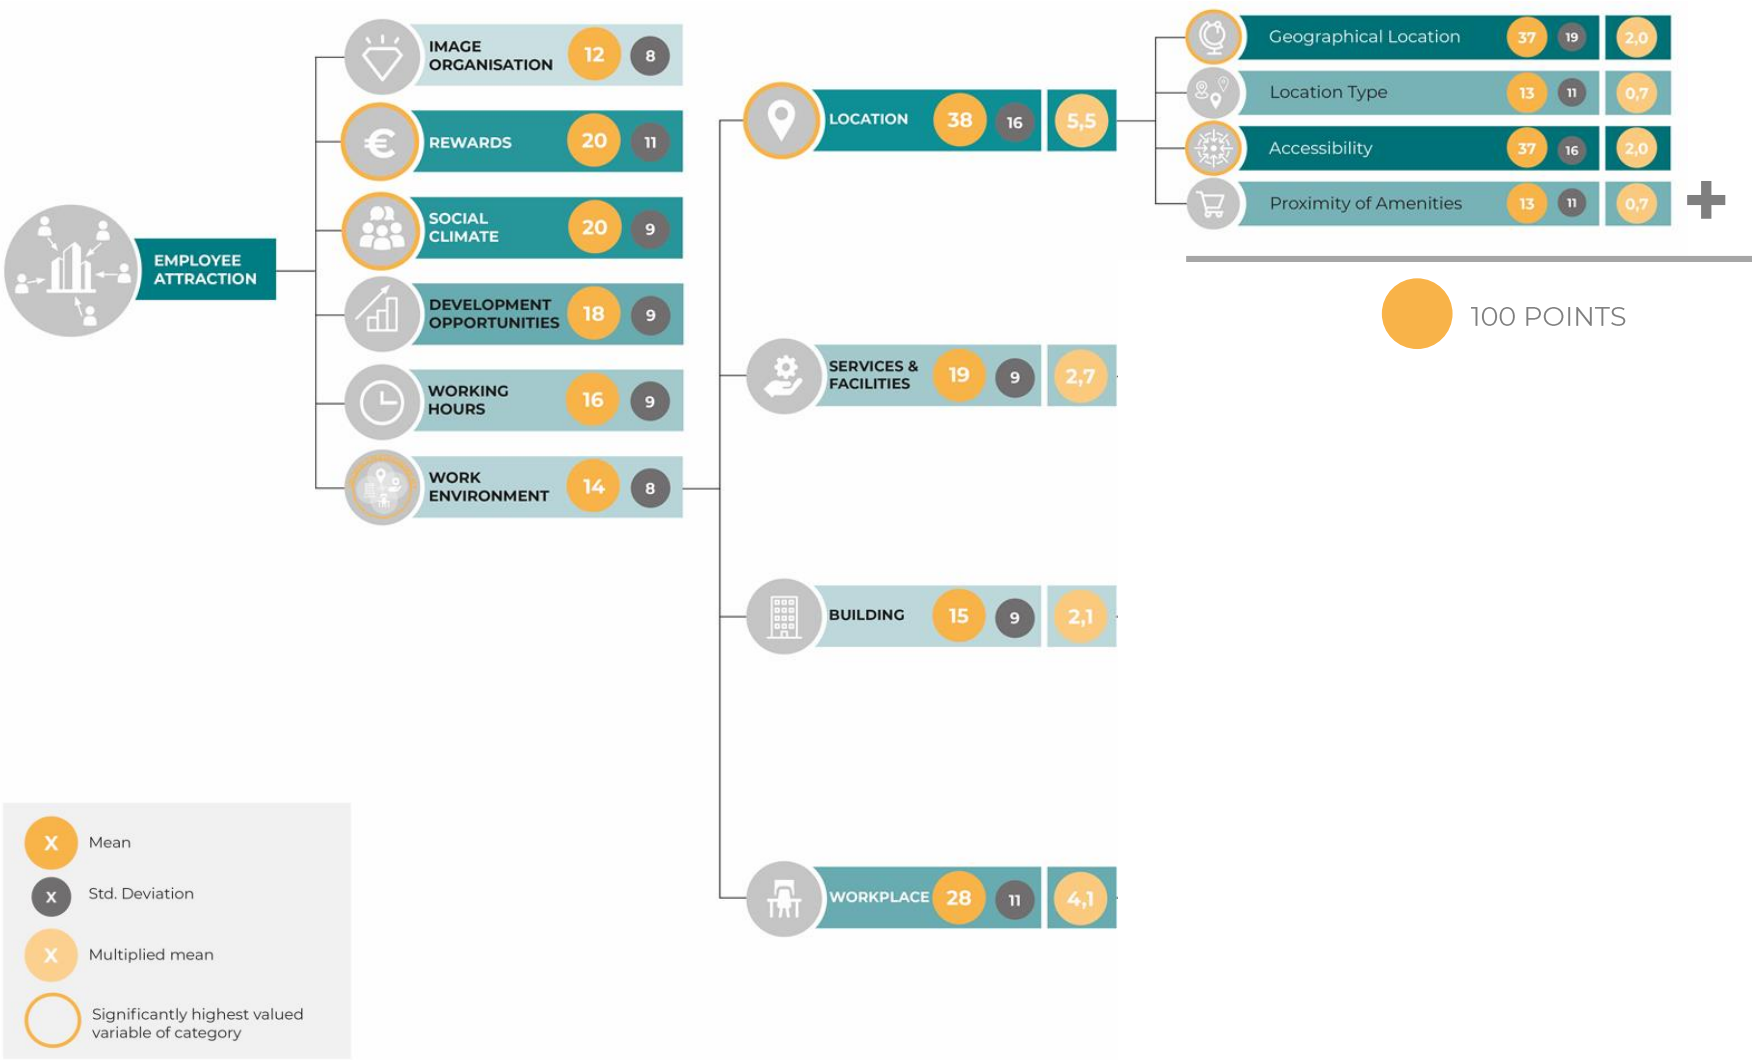 EMPLOYEE
ATTRACTION
IMAGE
ORGANISATION
12
8
REWARDS
20
11
SOCIAL
CLIMATE
20
9
DEVELOPMENT
OPPORTUNITIES
18
9
WORKING
HOURS
16
9
WORK
ENVIRONMENT
14
8
LOCATION
38
16
5,5
SERVICES &
FACILITIES
19
9
2,7
BUILDING
15
9
2,1
WORKPLACE
28
11
4,1
Geographical Location
37
19
2,0
Location Type
13
11
0,7
Accessibility
37
16
2,0
Proximity of Amenities
13
11
0,7
+
100 POINTS
X
Mean
X
Std. Deviation
X
Multiplied mean
Significantly highest valued
variable of category